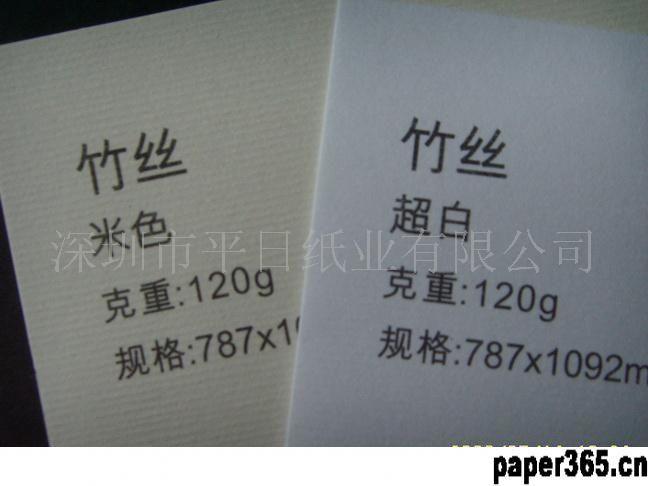 竹丝
米色
克重:120g
规格:787x10
竹丝
超白
克重:120g
规格:787x1092m
深圳市平日纸业有限公司
paper365.cn